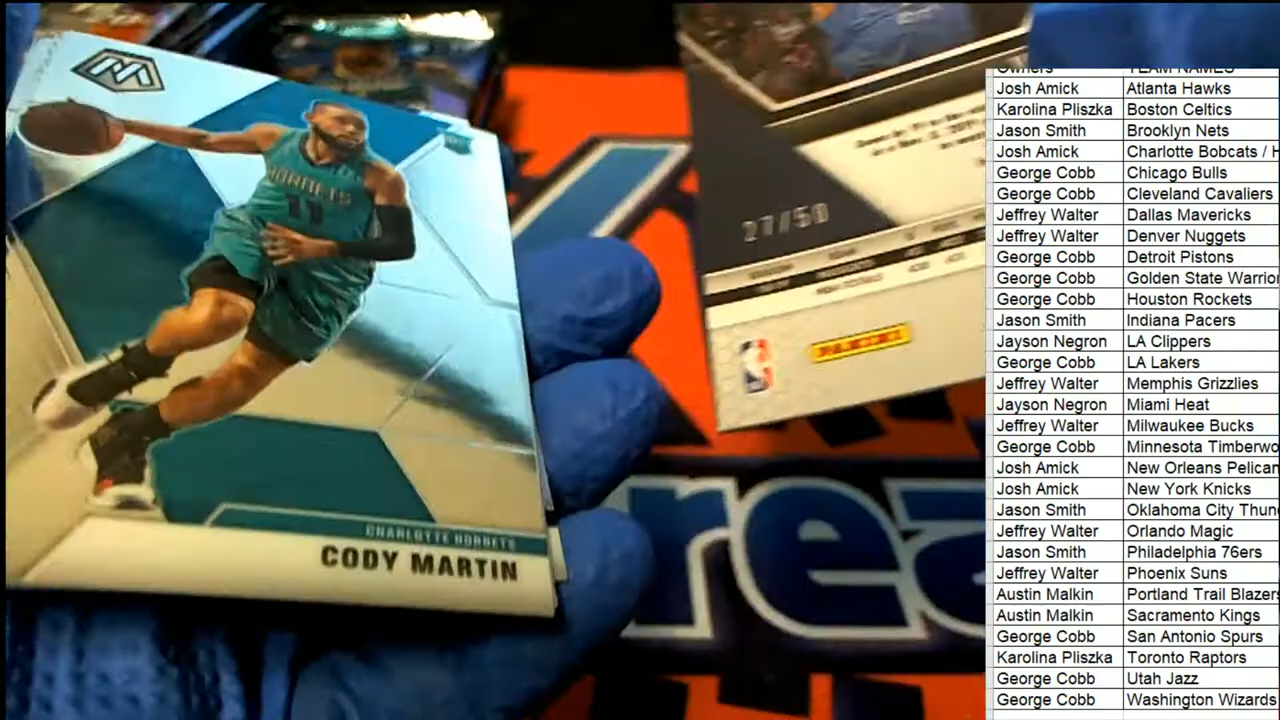 HORNETS
11
CHARLOTTE HORNETS
CODY MARTIN
27/50
PANINI
rea
Owners TEAM NAMES
Josh Amick Atlanta Hawks
Karolina Pliszka Boston Celtics
Jason Smith Brooklyn Nets
Josh Amick Charlotte Bobcats / H
George Cobb Chicago Bulls
George Cobb Cleveland Cavaliers
Jeffrey Walter Dallas Mavericks
Jeffrey Walter Denver Nuggets
George Cobb Detroit Pistons
George Cobb Golden State Warrio
George Cobb Houston Rockets
Jason Smith Indiana Pacers
Jayson Negron LA Clippers
George Cobb LA Lakers
Jeffrey Walter Memphis Grizzlies
Jayson Negron Miami Heat
Jeffrey Walter Milwaukee Bucks
George Cobb Minnesota Timberwo
Josh Amick New Orleans Pelican
Josh Amick New York Knicks
Jason Smith Oklahoma City Thun
Jeffrey Walter Orlando Magic
Jason Smith Philadelphia 76ers
Jeffrey Walter Phoenix Suns
Austin Malkin Portland Trail Blazers
Austin Malkin Sacramento Kings
George Cobb San Antonio Spurs
Karolina Pliszka Toronto Raptors
George Cobb Utah Jazz
George Cobb Washington Wizards